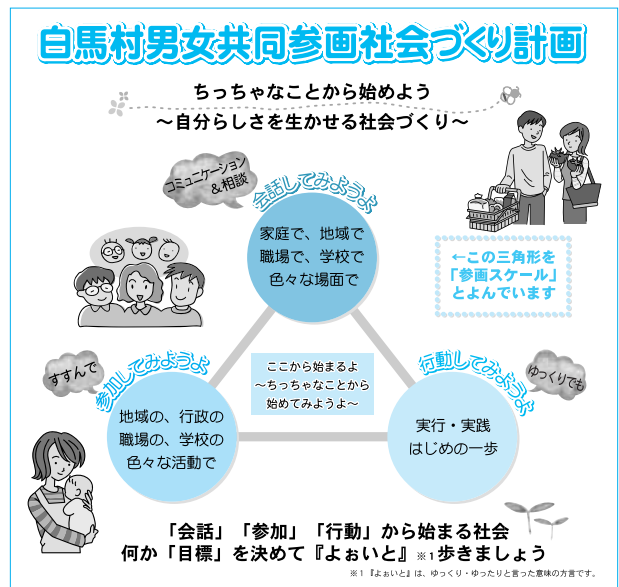 白馬村男女共同参画社会づくり計画
ちっちゃなことから始めよう
～自分らしさを生かせる社会づくり～
コミュニケーション
&相談
会話してみようよ
家庭で、地域で
職場で、学校で
色々な場面で
←この三角形を
「参画スケール」
とよんでいます
すすんで
参加してみようよ
地域の、行政の
職場の、学校の
色々な活動で
ここから始まるよ
～ちっちゃなことから
始めてみようよ～
行動してみようよ
ゆっくりでも
実行・実践
はじめの一歩
「会話」「参加」「行動」から始まる社会
何か「目標」を決めて『よぉいと』※1歩きましょう
※1『よぉいと』は、ゆっくり・ゆったりと言った意味の方言です。